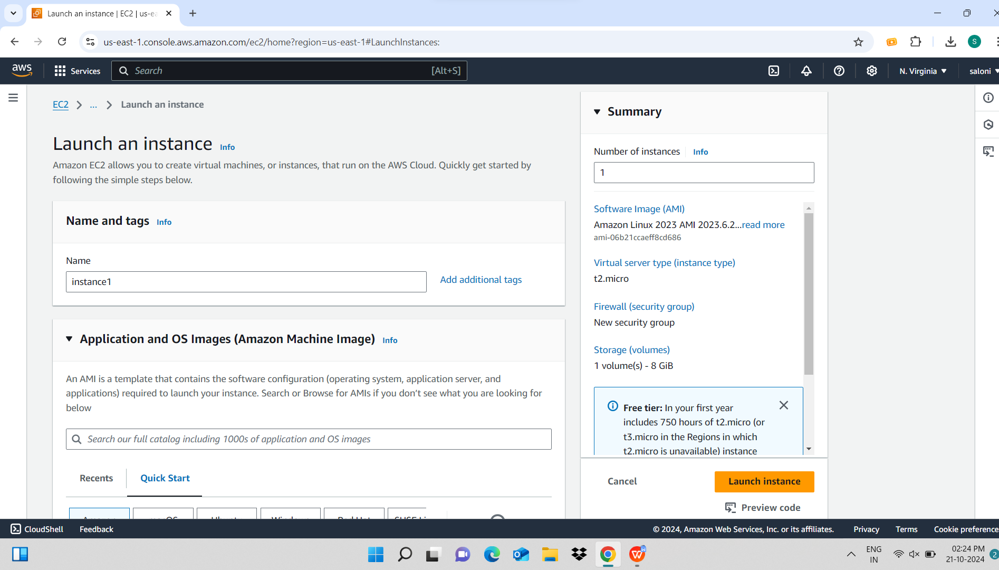 Launch an instance | EC2 | us-ea
us-east-1.console.aws.amazon.com/ec2/home?region=us-east-1#LaunchInstances:
S
aws
Services
Search
[Alt+S]
N. Virginia
saloni
EC2
...
Launch an instance
Launch an instance Info
Amazon EC2 allows you to create virtual machines, or instances, that run on the AWS Cloud. Quickly get started by
following the simple steps below.
Name and tags Info
Name
instance1
Add additional tags
Application and OS Images (Amazon Machine Image) Info
An AMI is a template that contains the software configuration (operating system, application server, and
applications) required to launch your instance. Search or Browse for AMIs if you don’t see what you are looking for
below
Search our full catalog including 1000s of application and OS images
Recents
Quick Start
Summary
Number of instances Info
1
Software Image (AMI)
Amazon Linux 2023 AMI 2023.6.2...read more
ami-06b21ccaeff8cd686
Virtual server type (instance type)
t2.micro
Firewall (security group)
New security group
Storage (volumes)
1 volume(s) - 8 GiB
Free tier: In your first year
includes 750 hours of t2.micro (or
t3.micro in the Regions in which
t2.micro is unavailable) instance
Cancel
Launch instance
Preview code
CloudShell
Feedback
© 2024, Amazon Web Services, Inc. or its affiliates.
Privacy
Terms
Cookie preference
ENG
IN
02:24 PM
21-10-2024
2